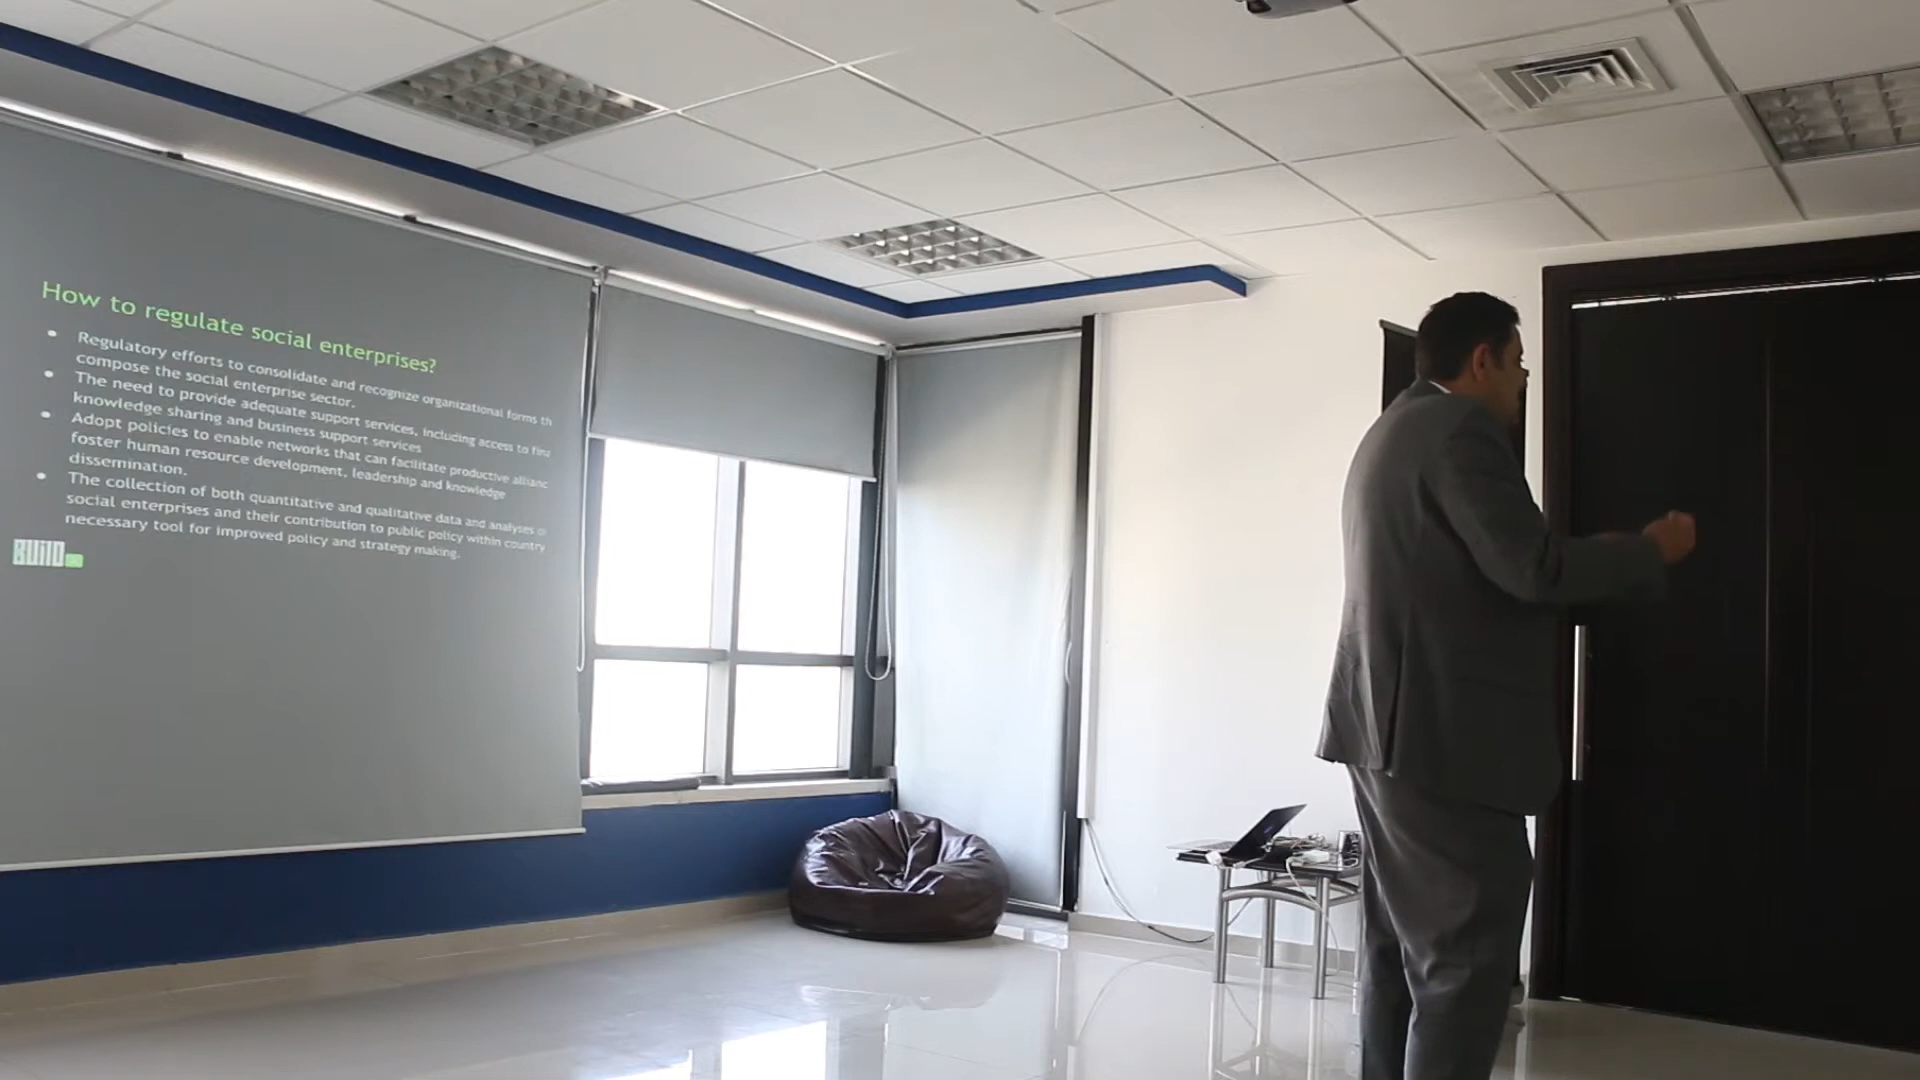 How to regulate social enterprises?
• Regulatory efforts to consolidate and recognize organizational forms th
compose the social enterprise sector.
• The need to provide adequate support services, including access to fina
knowledge sharing and business support services
• Adopt policies to enable networks that can facilitate productive allianc
foster human resource development, leadership and knowledge
dissemination.
• The collection of both quantitative and qualitative data and analyses o
social enterprises and their contribution to public policy within country
necessary tool for improved policy and strategy making.
BUILD